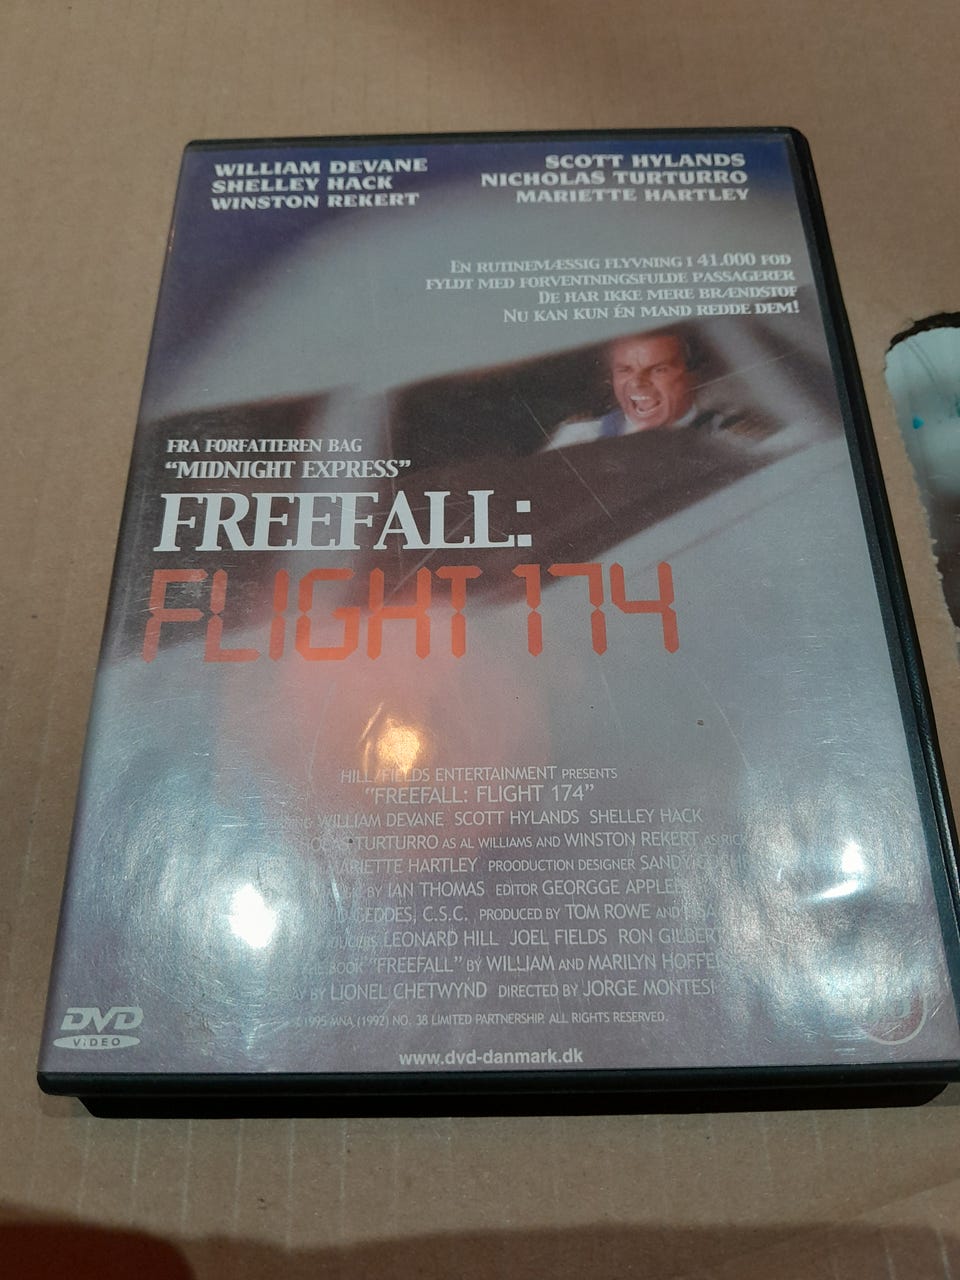 WILLIAM DEVANE
SHELLEY HACK
WINSTON REKERT
SCOTT HYLANDS
NICHOLAS TURTURRO
MARIETTE HARTLEY
EN RUTINEMÆSSIG FLYVNING I 41.000 FOD
FYLDT MED FORVENTNINGSFULDE PASSAGERER
DE HAR IKKE MERE BRÆNDSTOF
NU KAN KUN ÉN MAND REDDE DEM!
FRA FORFATTEREN BAG
"MIDNIGHT EXPRESS"
FREEFALL:
FLIGHT 174
HILL/FIELDS ENTERTAINMENT PRESENTS
"FREEFALL: FLIGHT 174"
WILLIAM DEVANE SCOTT HYLANDS SHELLEY HACK
TURTURRO AS AL WILLIAMS AND WINSTON REKERT AS
MARIETTE HARTLEY PROODUCTION DESIGNER
BY IAN THOMAS EDITOR GEORGGE
GEDDES, C.S.C. PRODUCED BY TOM ROWE AND
LEONARD HILL JOEL FIELDS RON GILBERT
BOOK "FREEFALL" BY WILLIAM AND MARILYN
BY LIONEL CHETWYND DIRECTED BY JORGE MONTESI
©1995 MNA (1992) NO. 38 LIMITED PARTNERSHIP. ALL RIGHTS RESERVED.
DVD
VIDEO
www.dvd-danmark.dk